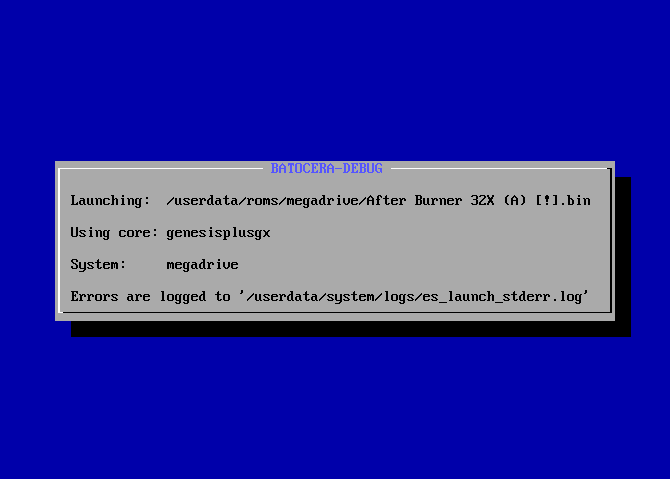 BATOCERA-DEBUG
Launching: /userdata/roms/megadrive/After Burner 32X (A) [!].bin
Using core: genesisplusgx
System: megadrive
Errors are logged to '/userdata/system/logs/es_launch_stderr.log'